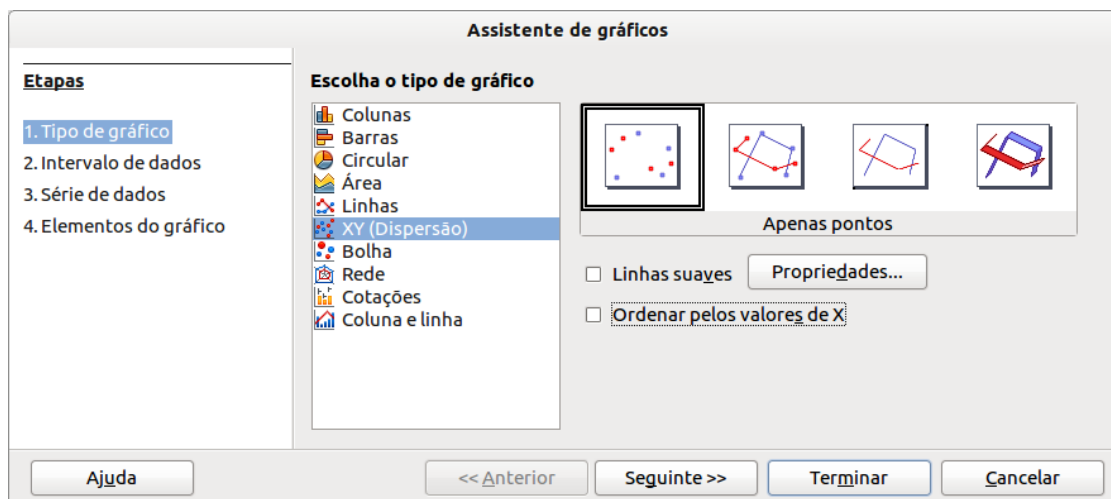 Assistente de gráficos
Etapas
1. Tipo de gráfico
2. Intervalo de dados
3. Série de dados
4. Elementos do gráfico
Escolha o tipo de gráfico
Colunas
Barras
Circular
Área
Linhas
XY (Dispersão)
Bolha
Rede
Cotações
Coluna e linha
Apenas pontos
Linhas suaves
Propriedades...
Ordenar pelos valores de X
Ajuda
<< Anterior
Seguinte >>
Terminar
Cancelar